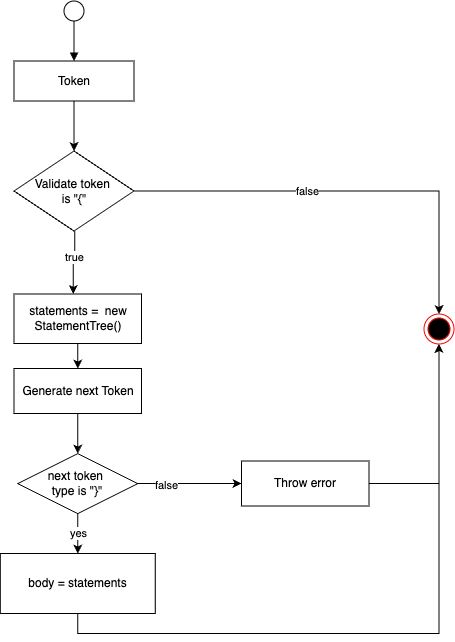 Token
Validate token
is "{"
false
true
statements = new
StatementTree()
Generate next Token
next token
type is "}"
false
Throw error
yes
body = statements